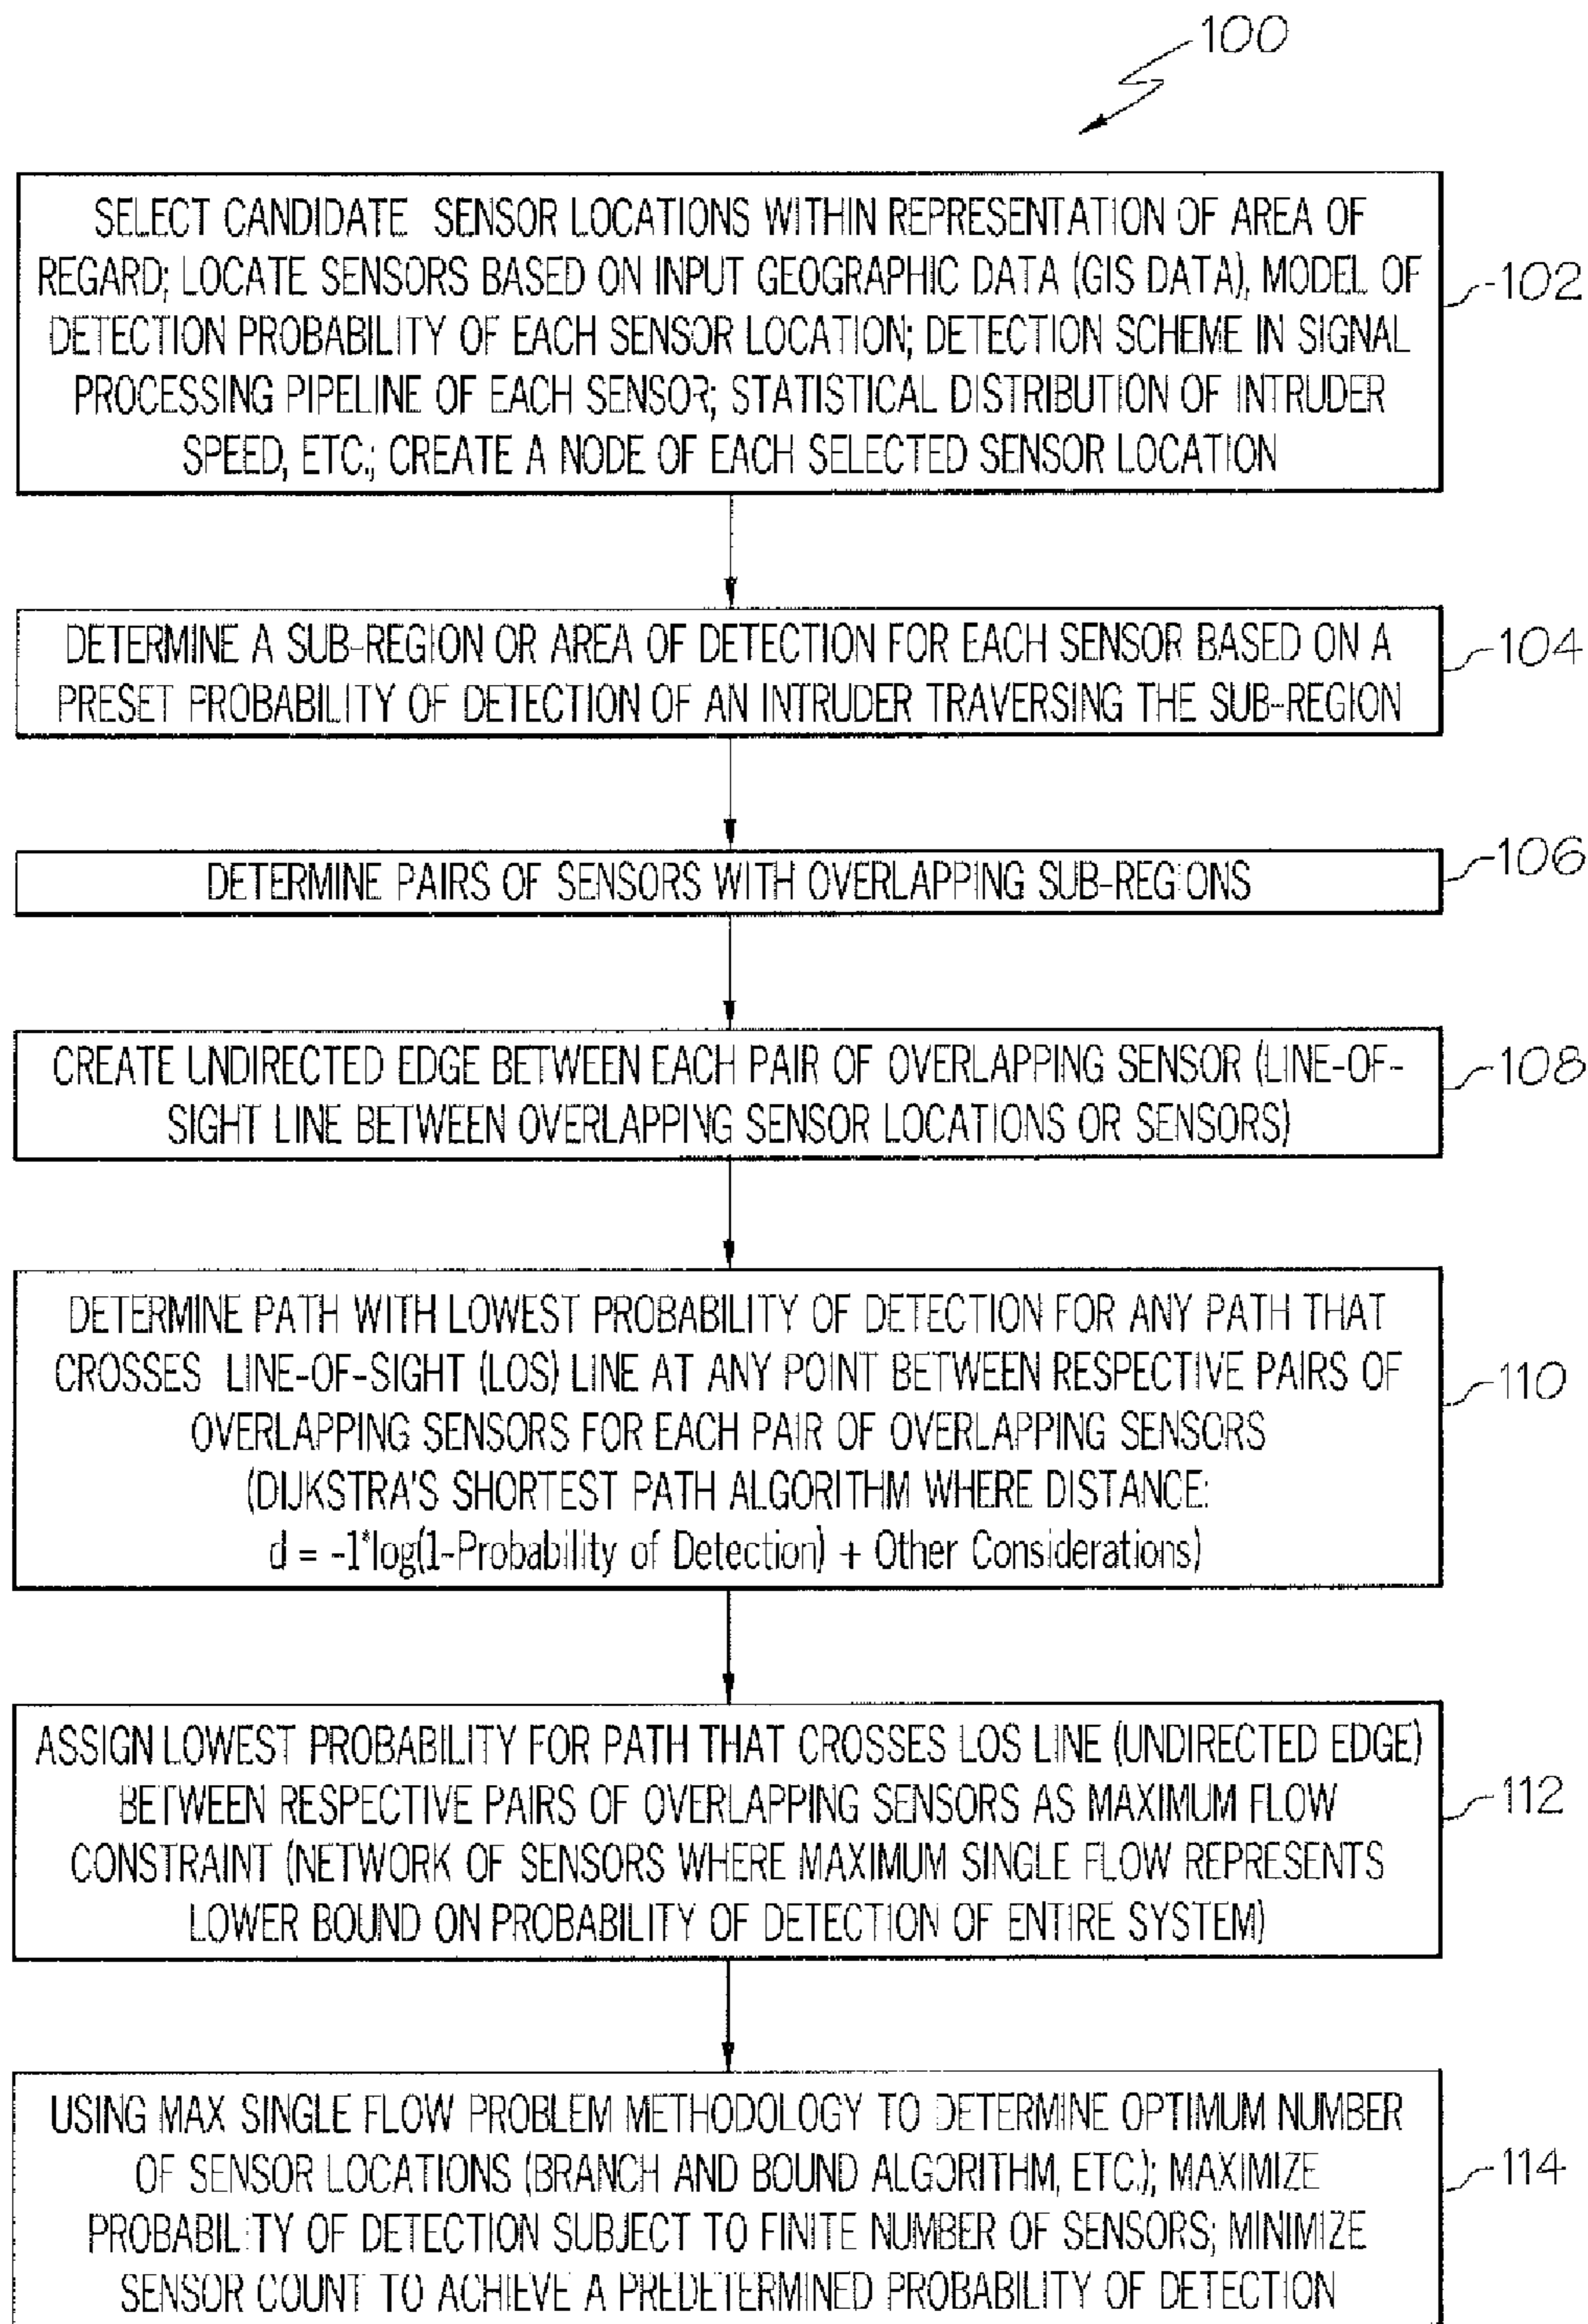 100
SELECT CANDIDATE SENSOR LOCATIONS WITHIN REPRESENTATION OF AREA OF
REGARD; LOCATE SENSORS BASED ON INPUT GEOGRAPHIC DATA (GIS DATA), MODEL OF
DETECTION PROBABILITY OF EACH SENSOR LOCATION; DETECTION SCHEME IN SIGNAL
PROCESSING PIPELINE OF EACH SENSOR; STATISTICAL DISTRIBUTION OF INTRUDER
SPEED, ETC.; CREATE A NODE OF EACH SELECTED SENSOR LOCATION
102
DETERMINE A SUB-REGION OR AREA OF DETECTION FOR EACH SENSOR BASED ON A
PRESET PROBABILITY OF DETECTION OF AN INTRUDER TRAVERSING THE SUB-REGION
104
DETERMINE PAIRS OF SENSORS WITH OVERLAPPING SUB-REGIONS
106
CREATE UNDIRECTED EDGE BETWEEN EACH PAIR OF OVERLAPPING SENSOR (LINE-OF-
SIGHT LINE BETWEEN OVERLAPPING SENSOR LOCATIONS OR SENSORS)
108
DETERMINE PATH WITH LOWEST PROBABILITY OF DETECTION FOR ANY PATH THAT
CROSSES LINE-OF-SIGHT (LOS) LINE AT ANY POINT BETWEEN RESPECTIVE PAIRS OF
OVERLAPPING SENSORS FOR EACH PAIR OF OVERLAPPING SENSORS
(DIJKSTRA'S SHORTEST PATH ALGORITHM WHERE DISTANCE:
d = -1*log(1-Probability of Detection) + Other Considerations)
110
ASSIGN LOWEST PROBABILITY FOR PATH THAT CROSSES LOS LINE (UNDIRECTED EDGE)
BETWEEN RESPECTIVE PAIRS OF OVERLAPPING SENSORS AS MAXIMUM FLOW
CONSTRAINT (NETWORK OF SENSORS WHERE MAXIMUM SINGLE FLOW REPRESENTS
LOWER BOUND ON PROBABILITY OF DETECTION OF ENTIRE SYSTEM)
112
USING MAX SINGLE FLOW PROBLEM METHODOLOGY TO DETERMINE OPTIMUM NUMBER
OF SENSOR LOCATIONS (BRANCH AND BOUND ALGORITHM, ETC.); MAXIMIZE
PROBABILITY OF DETECTION SUBJECT TO FINITE NUMBER OF SENSORS; MINIMIZE
SENSOR COUNT TO ACHIEVE A PREDETERMINED PROBABILITY OF DETECTION
114